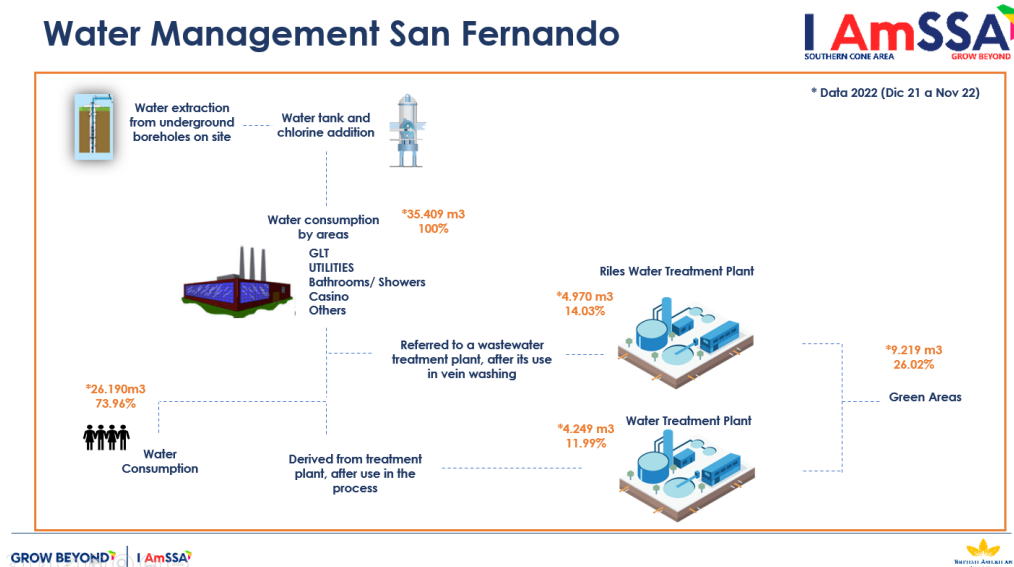 Water Management San Fernando
I AmSSA
SOUTHERN CONE AREA
GROW BEYOND
* Data 2022 (Dic 21 a Nov 22)
Water extraction
from underground
boreholes on site
Water tank and
chlorine addition
Water consumption
by areas
*35.409 m3
100%
GLT
UTILITIES
Bathrooms/ Showers
Casino
Others
Riles Water Treatment Plant
*4.970 m3
14.03%
Referred to a wastewater
treatment plant, after its use
in vein washing
*9.219 m3
26.02%
Green Areas
*26.190m3
73.96%
Water
Consumption
Water Treatment Plant
*4.249 m3
11.99%
Derived from treatment
plant, after use in the
process
GROW BEYOND
I AmSSA
British American